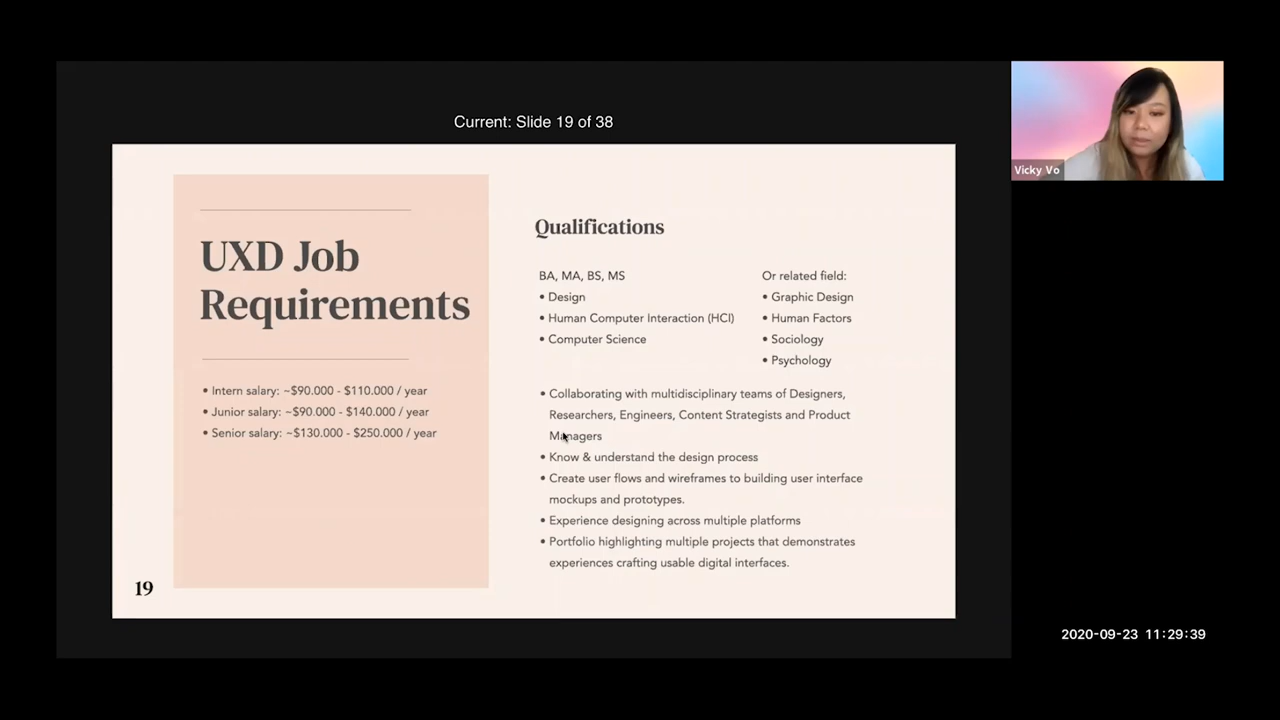 Current: Slide 19 of 38
Vicky Vo
UXD Job
Requirements
• Intern salary: ~$90.000 - $110.000 / year
• Junior salary: ~$90.000 - $140.000 / year
• Senior salary: ~$130.000 - $250.000 / year
19
Qualifications
BA, MA, BS, MS
• Design
• Human Computer Interaction (HCI)
• Computer Science
Or related field:
• Graphic Design
• Human Factors
• Sociology
• Psychology
• Collaborating with multidisciplinary teams of Designers,
Researchers, Engineers, Content Strategists and Product
Managers
• Know & understand the design process
• Create user flows and wireframes to building user interface
mockups and prototypes.
• Experience designing across multiple platforms
• Portfolio highlighting multiple projects that demonstrates
experiences crafting usable digital interfaces.
2020-09-23 11:29:39